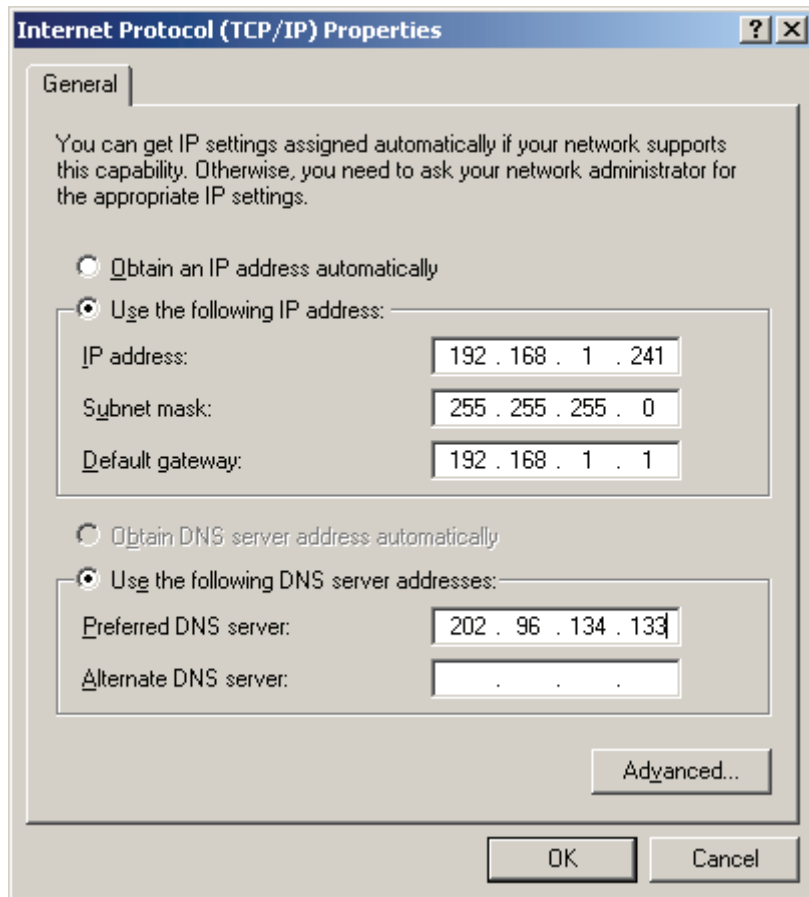 Internet Protocol (TCP/IP) Properties
General
You can get IP settings assigned automatically if your network supports
this capability. Otherwise, you need to ask your network administrator for
the appropriate IP settings.
Obtain an IP address automatically
Use the following IP address:
IP address: 192 . 168 . 1 . 241
Subnet mask: 255 . 255 . 255 . 0
Default gateway: 192 . 168 . 1 . 1
Obtain DNS server address automatically
Use the following DNS server addresses:
Preferred DNS server: 202 . 96 . 134 . 133
Alternate DNS server: . . .
Advanced...
OK Cancel